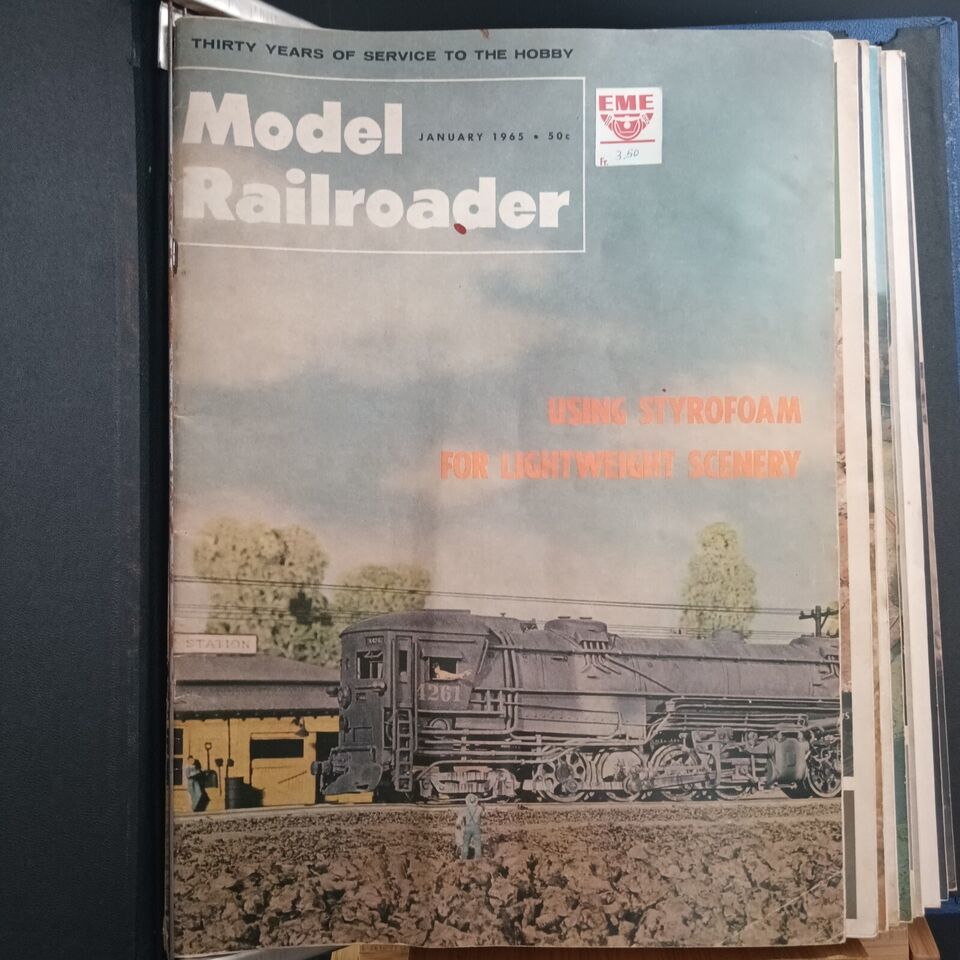 THIRTY YEARS OF SERVICE TO THE HOBBY
Model
JANUARY 1965 • 50c
Railroader
EME
Fr. 3.50
USING STYROFOAM
FOR LIGHTWEIGHT SCENERY
STATION
4261